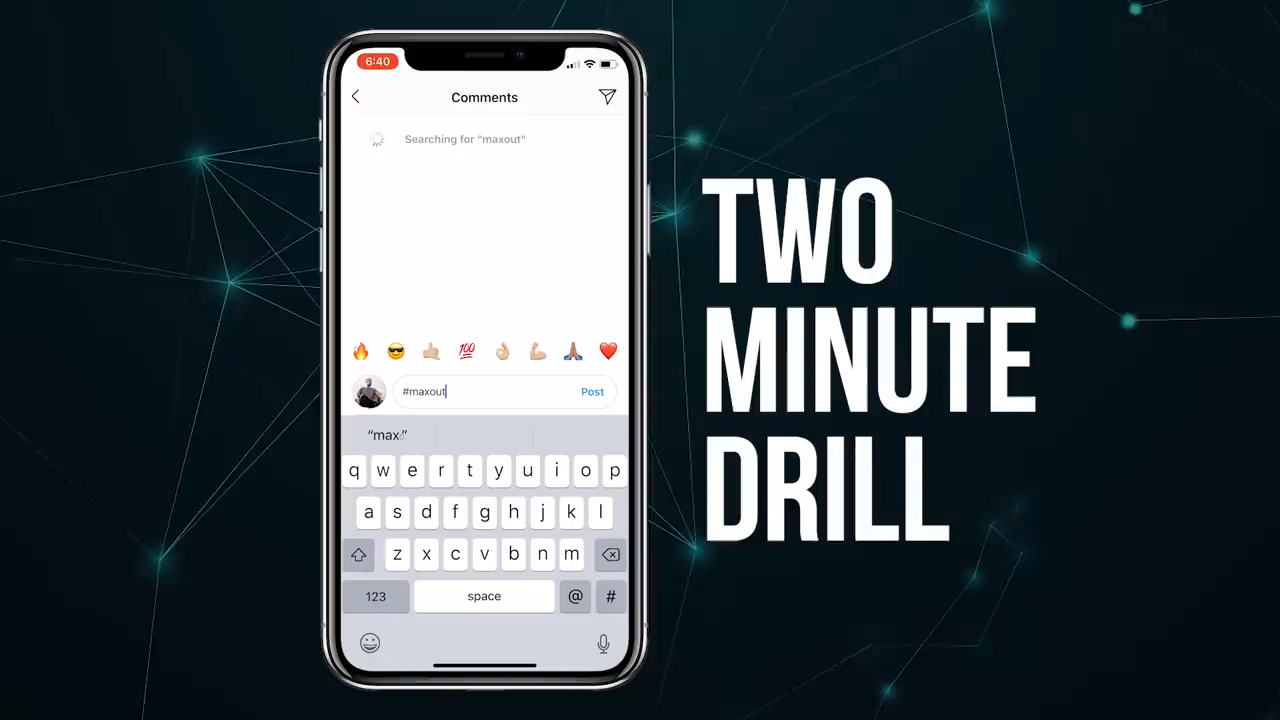 6:40
Comments
Searching for "maxout"
#maxout
Post
"max."
q w e r t y u i o p
a s d f g h j k l
z x c v b n m
123
space
@
#
TWO
MINUTE
DRILL